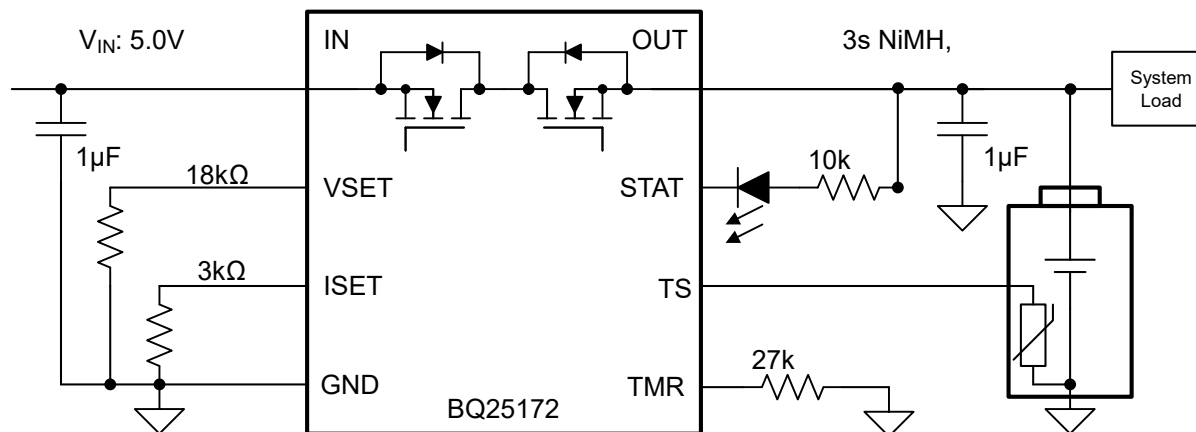 V_IN: 5.0V
IN
OUT
3s NiMH,
System
Load
1µF
18kΩ
VSET
STAT
10k
1µF
3kΩ
ISET
TS
GND
TMR
27k
BQ25172